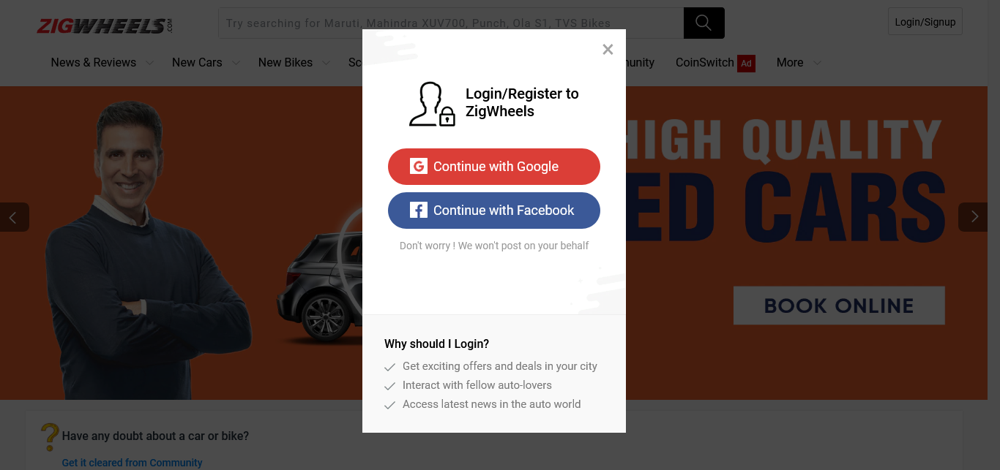 ZIGWHEELS.COM
Try searching for Maruti, Mahindra XUV700, Punch, Ola S1, TVS Bikes
Login/Signup
News & Reviews
New Cars
New Bikes
Sc
unity
CoinSwitch Ad
More
Login/Register to
ZigWheels
Continue with Google
Continue with Facebook
Don't worry ! We won't post on your behalf
HIGH QUALITY
ED CARS
BOOK ONLINE
Why should I Login?
Get exciting offers and deals in your city
Interact with fellow auto-lovers
Access latest news in the auto world
Have any doubt about a car or bike?
Get it cleared from Community